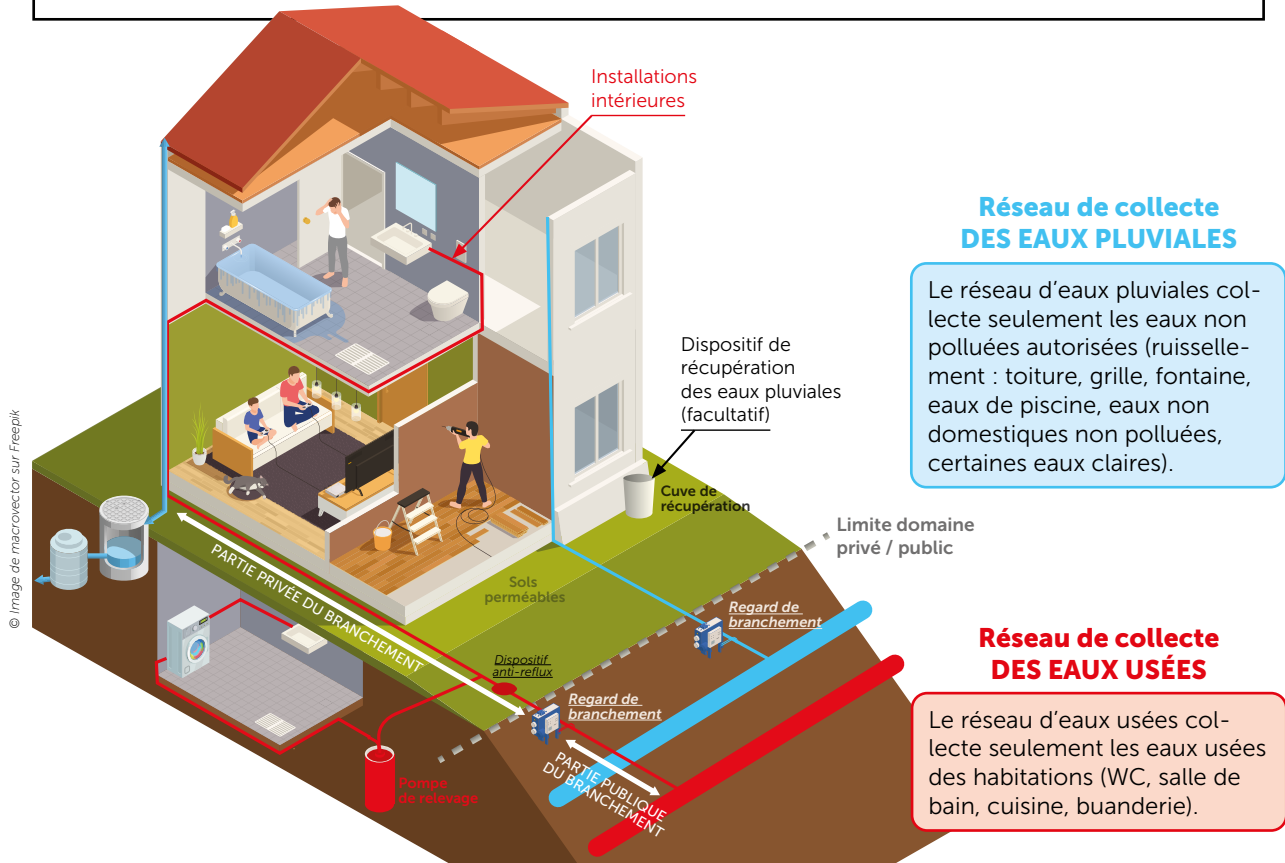 Installations
intérieures
Réseau de collecte
DES EAUX PLUVIALES
Le réseau d'eaux pluviales col-
lecte seulement les eaux non
polluées autorisées (ruisselle-
ment : toiture, grille, fontaine,
eaux de piscine, eaux non
domestiques non polluées,
certaines eaux claires).
Dispositif de
récupération
des eaux pluviales
(facultatif)
Cuve de
récupération
Limite domaine
privé / public
© Image de macrovector sur Freepik
PARTIE PRIVÉE DU BRANCHEMENT
Sols
perméables
Regard de
branchement
Dispositif
anti-reflux
Regard de
branchement
Pompe
de relevage
PARTIE PUBLIQUE
DU BRANCHEMENT
Réseau de collecte
DES EAUX USÉES
Le réseau d'eaux usées col-
lecte seulement les eaux usées
des habitations (WC, salle de
bain, cuisine, buanderie).